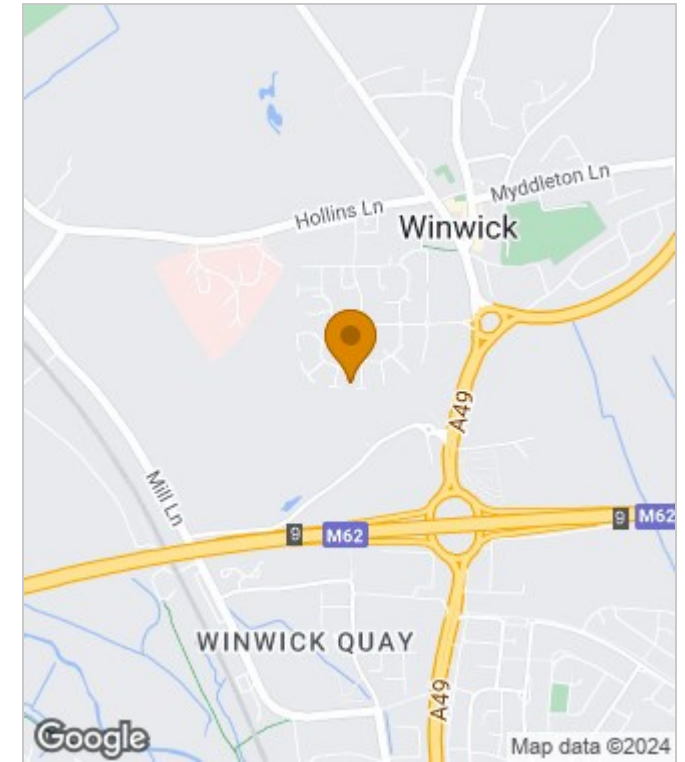 Myddleton Ln
Hollins Ln
Winwick
A49
Mill Ln
9
M62
9
M62
WINWICK QUAY
A49
Google
Map data ©2024